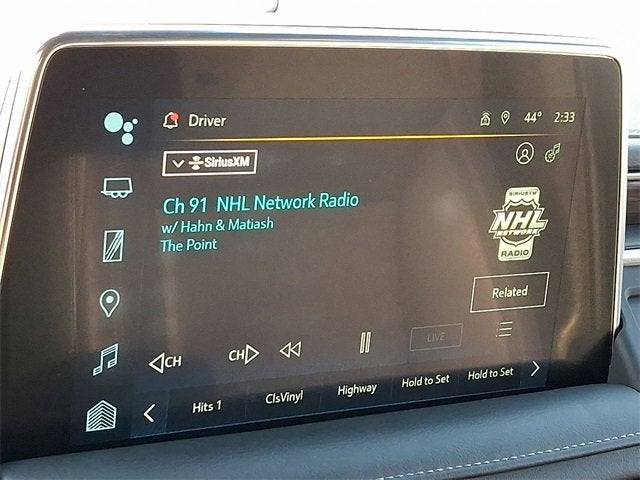 Driver 44° 2:33
SiriusXM
Ch 91 NHL Network Radio
w/ Hahn & Matiash
The Point
SIRIUSXM
NHL
NETWORK
RADIO
Related
CH CH LIVE
Hits 1 ClsVinyl Highway Hold to Set Hold to Set